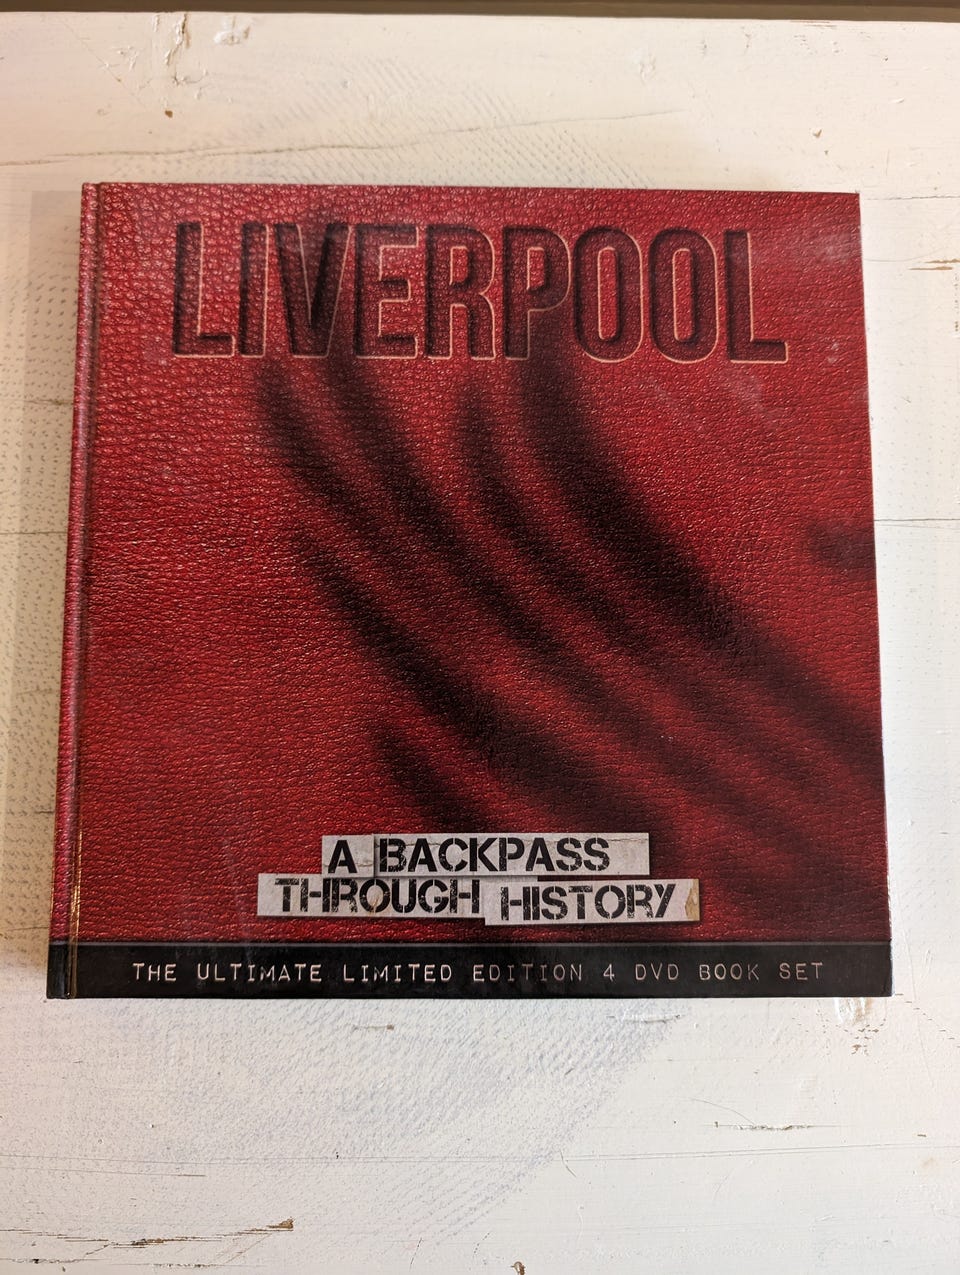 LIVERPOOL
A BACKPASS
THROUGH HISTORY
THE ULTIMATE LIMITED EDITION 4 DVD BOOK SET